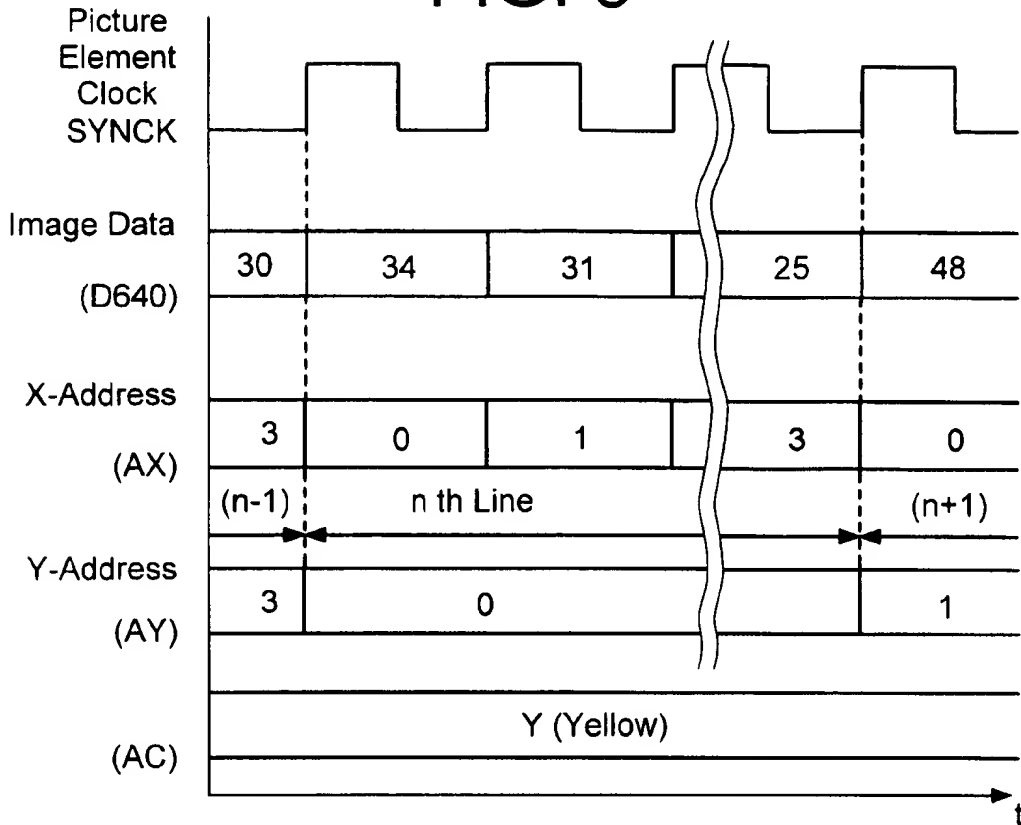 Picture
Element
Clock
SYNCK
Image Data
(D640)
30 34 31 25 48
X-Address
(AX)
3 0 1 3 0
(n-1) n th Line (n+1)
Y-Address
(AY)
3 0 1
(AC)
Y (Yellow)
t